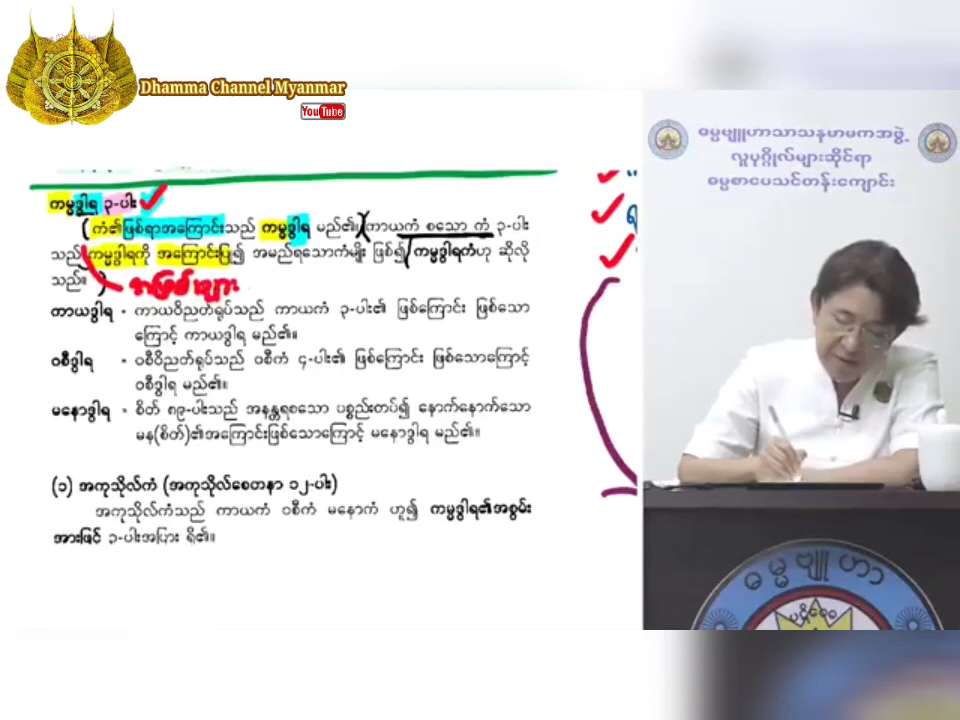 Dhamma Channel Myanmar
YouTube
ဓမ္မဗျူဟာသာသနမာမကအဖွဲ့
လူပုဂ္ဂိုလ်များဆိုင်ရာ
ဓမ္မစာပေသင်တန်းကျောင်း
ကမ္မဒွါရ ၃-ပါး
ကံ၏ဖြစ်ရာအကြောင်းသည် ကမ္မဒွါရ မည်၏။ ကာယကံ စသော ကံ ၃-ပါး
သည် ကမ္မဒွါရကို အကြောင်းပြု၍ အမည်ရသောကံမျိုး ဖြစ်၍ ကမ္မဒွါရကံဟု ဆိုလို
သည်။
ကာယဒွါရ - ကာယဝိညတ်ရုပ်သည် ကာယကံ ၃-ပါး၏ ဖြစ်ကြောင်း ဖြစ်သော
ကြောင့် ကာယဒွါရ မည်၏။
ဝစီဒွါရ = ဝစီဝိညတ်ရုပ်သည် ဝစီကံ ၄-ပါး၏ ဖြစ်ကြောင်း ဖြစ်သောကြောင့်
ဝစီဒွါရ မည်၏။
မနောဒွါရ - စိတ် ၈၉-ပါးသည် အနန္တရစသော ပစ္စည်းတပ်၍ နောက်နောက်သော
မန(စိတ်)၏အကြောင်းဖြစ်သောကြောင့် မနောဒွါရ မည်၏။
(၁) အကုသိုလ်ကံ (အကုသိုလ်စေတနာ ၁၂-ပါး)
အကုသိုလ်ကံသည် ကာယကံ ဝစီကံ မနောကံ ဟူ၍ ကမ္မဒွါရ၏အစွမ်း
အားဖြင့် ၃-ပါးအပြား ရှိ၏။
ဓမ္မဗျူဟာ